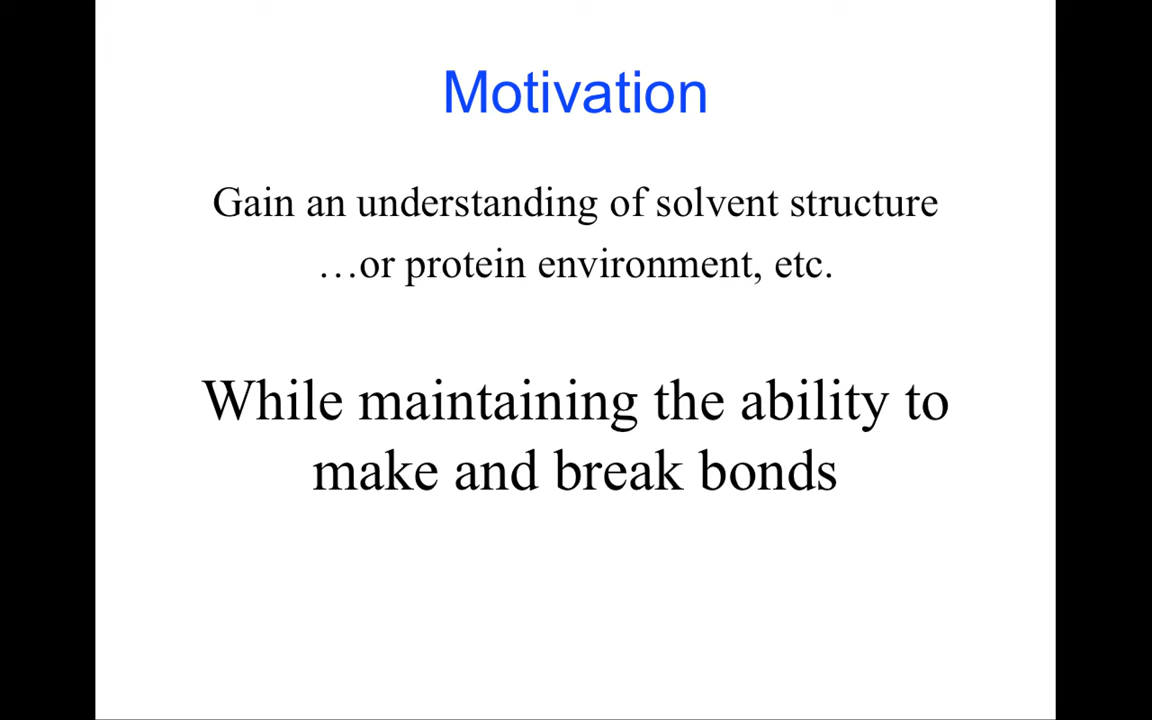 Motivation
Gain an understanding of solvent structure
…or protein environment, etc.
While maintaining the ability to
make and break bonds